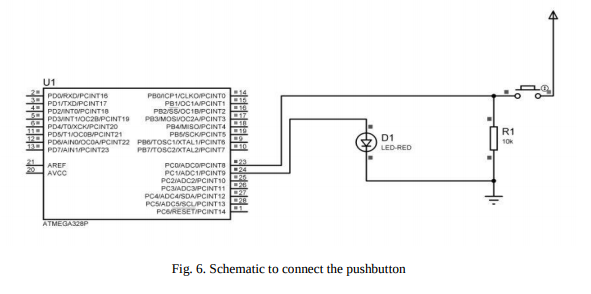 U1
2 PD0/RXD/PCINT16 PB0/ICP1/CLKO/PCINT0 14
3 PD1/TXD/PCINT17 PB1/OC1A/PCINT1 15
4 PD2/INT0/PCINT18 PB2/SS/OC1B/PCINT2 16
5 PD3/INT1/OC2B/PCINT19 PB3/MOSI/OC2A/PCINT3 17
6 PD4/T0/XCK/PCINT20 PB4/MISO/PCINT4 18
11 PD5/T1/OC0B/PCINT21 PB5/SCK/PCINT5 19
12 PD6/AIN0/OC0A/PCINT22 PB6/TOSC1/XTAL1/PCINT6 9
13 PD7/AIN1/PCINT23 PB7/TOSC2/XTAL2/PCINT7 10
21 AREF PC0/ADC0/PCINT8 23
20 AVCC PC1/ADC1/PCINT9 24
PC2/ADC2/PCINT10 25
PC3/ADC3/PCINT11 26
PC4/ADC4/SDA/PCINT12 27
PC5/ADC5/SCL/PCINT13 28
PC6/RESET/PCINT14 1
ATMEGA328P
D1
LED-RED
R1
10k
Fig. 6. Schematic to connect the pushbutton